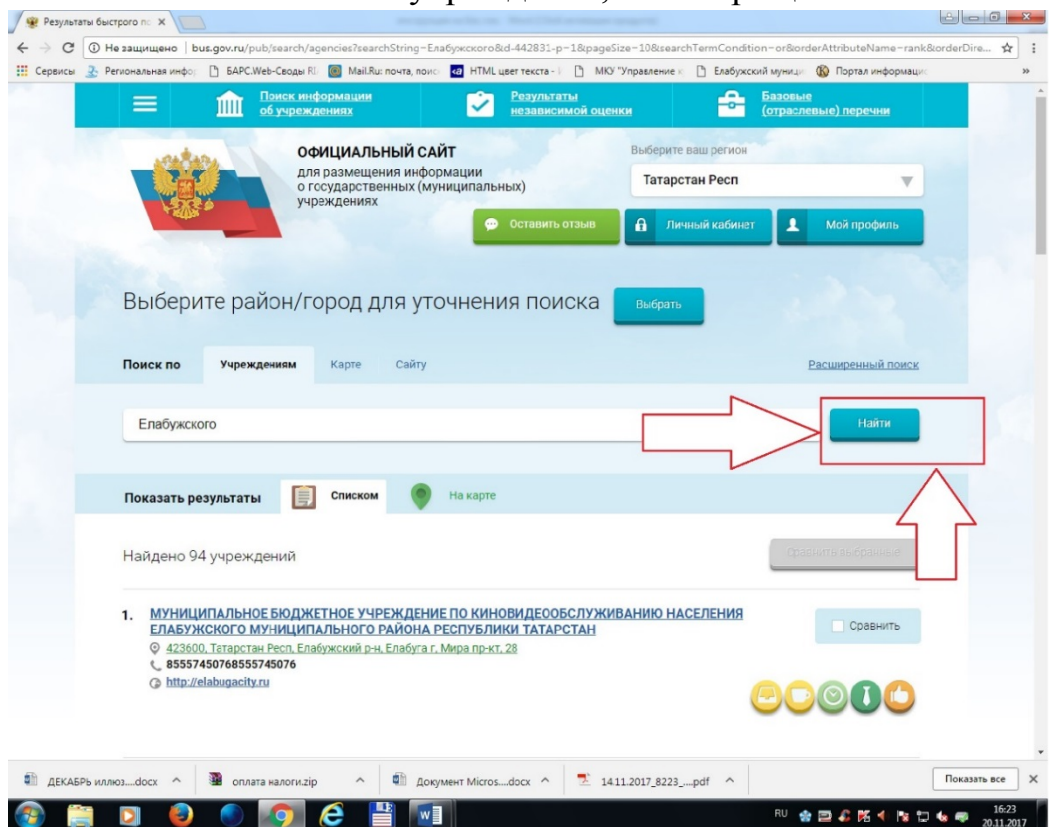 Результаты быстрого по
Не защищено | bus.gov.ru/pub/search/agencies?searchString=Елабужского&d-442831-p=1&pageSize=10&searchTermCondition=or&orderAttributeName=rank&orderDire...
Сервисы Региональная инфор БАРС.Web-Своды Mail.Ru: почта, поис HTML цвет текста - МКУ "Управление Елабужский муници Портал информаци »
Поиск информации об учреждениях
Результаты независимой оценки
Базовые (отраслевые) перечни
ОФИЦИАЛЬНЫЙ САЙТ
для размещения информации
о государственных (муниципальных)
учреждениях
Выберите ваш регион
Татарстан Респ
Оставить отзыв Личный кабинет Мой профиль
Выберите район/город для уточнения поиска Выбрать
Поиск по Учреждениям Карте Сайту Расширенный поиск
Елабужского Найти
Показать результаты Списком На карте
Найдено 94 учреждений Сравнить выбранные
1. МУНИЦИПАЛЬНОЕ БЮДЖЕТНОЕ УЧРЕЖДЕНИЕ ПО КИНОВИДЕООБСЛУЖИВАНИЮ НАСЕЛЕНИЯ
ЕЛАБУЖСКОГО МУНИЦИПАЛЬНОГО РАЙОНА РЕСПУБЛИКИ ТАТАРСТАН
Сравнить
423600, Татарстан Респ, Елабужский р-н, Елабуга г, Мира пр-кт, 28
85557450768555745076
http://elabugacity.ru
ДЕКАБРЬ иллюз....docx оплата налоги.zip Документ Micros....docx 14.11.2017_8223_....pdf Показать все
RU 16:23
20.11.2017